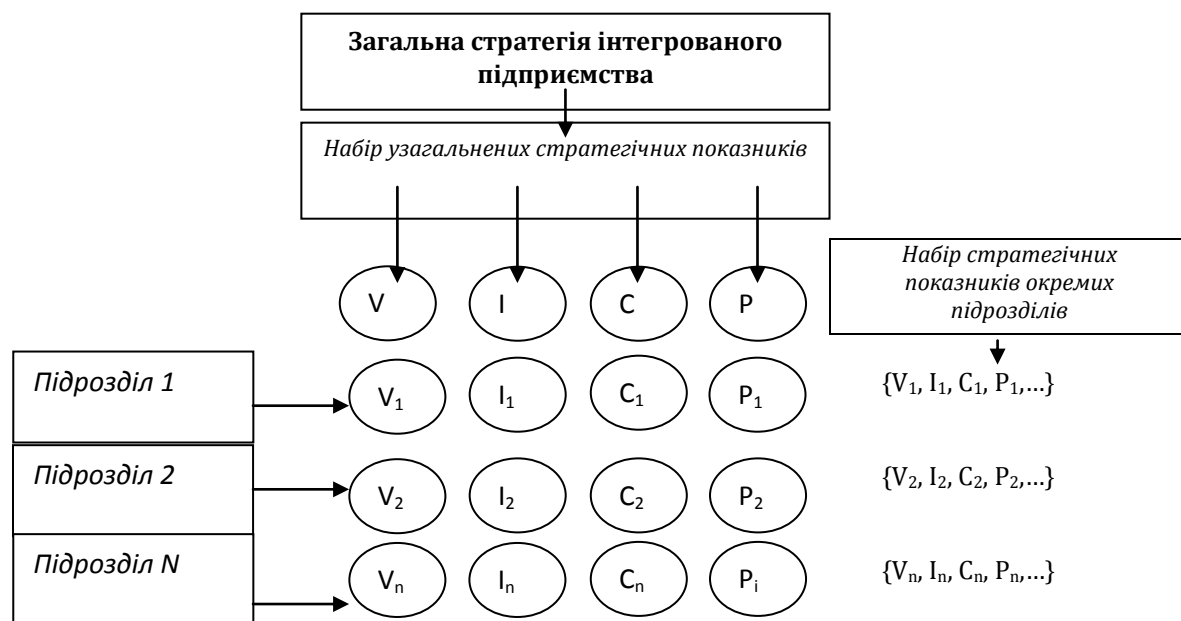 Загальна стратегія інтегрованого
підприємства
Набір узагальнених стратегічних показників
Набір стратегічних
показників окремих
підрозділів
V I C P
Підрозділ 1
V₁ I₁ C₁ P₁ {V₁, I₁, C₁, P₁,...}
Підрозділ 2
V₂ I₂ C₂ P₂ {V₂, I₂, C₂, P₂,...}
Підрозділ N
Vₙ Iₙ Cₙ Pᵢ {Vₙ, Iₙ, Cₙ, Pₙ,...}